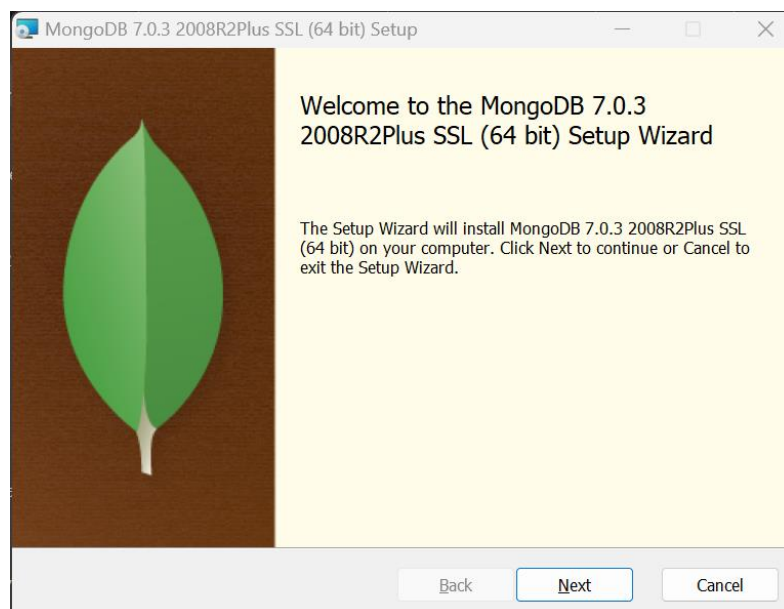 MongoDB 7.0.3 2008R2Plus SSL (64 bit) Setup
Welcome to the MongoDB 7.0.3
2008R2Plus SSL (64 bit) Setup Wizard
The Setup Wizard will install MongoDB 7.0.3 2008R2Plus SSL
(64 bit) on your computer. Click Next to continue or Cancel to
exit the Setup Wizard.
Back Next Cancel